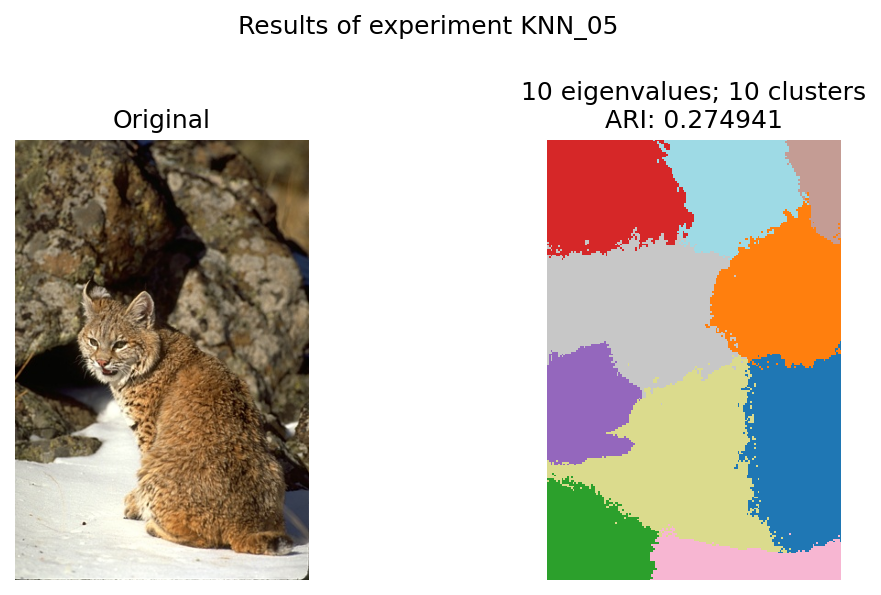 Results of experiment KNN_05
Original
10 eigenvalues; 10 clusters
ARI: 0.274941